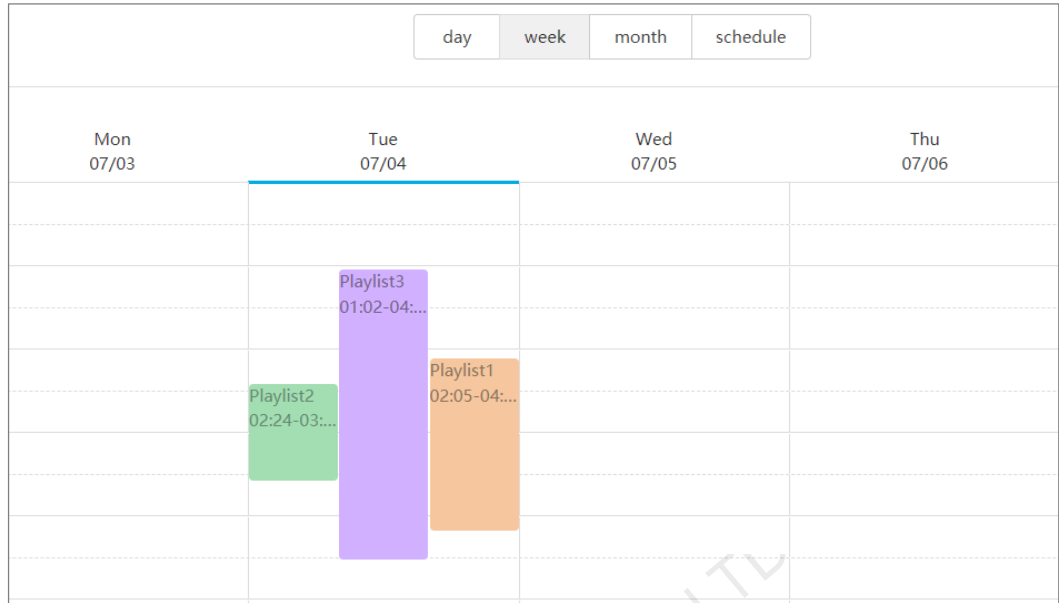 day week month schedule
Mon Tue Wed Thu
07/03 07/04 07/05 07/06
Playlist3
01:02-04:...
Playlist1
02:05-04:...
Playlist2
02:24-03:...
LTD